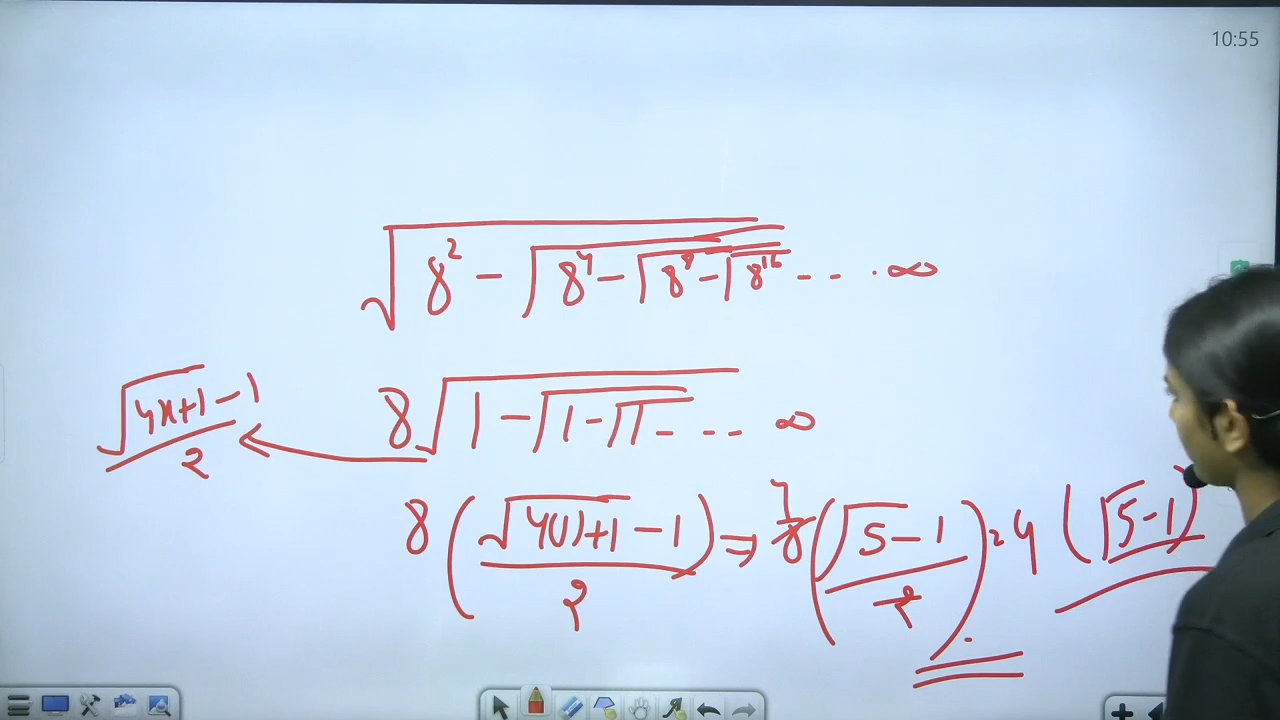 10:55
√(8² - √(8⁴ - √(8⁸ - √(8¹⁶ - - . ∞
8√(1 - √(1 - √(1 - - - ∞
(√(4x+1) - 1)/2
8((√(4(1)+1) - 1)/2) ⇒ 8((√5 - 1)/2) = 4(√5 - 1)